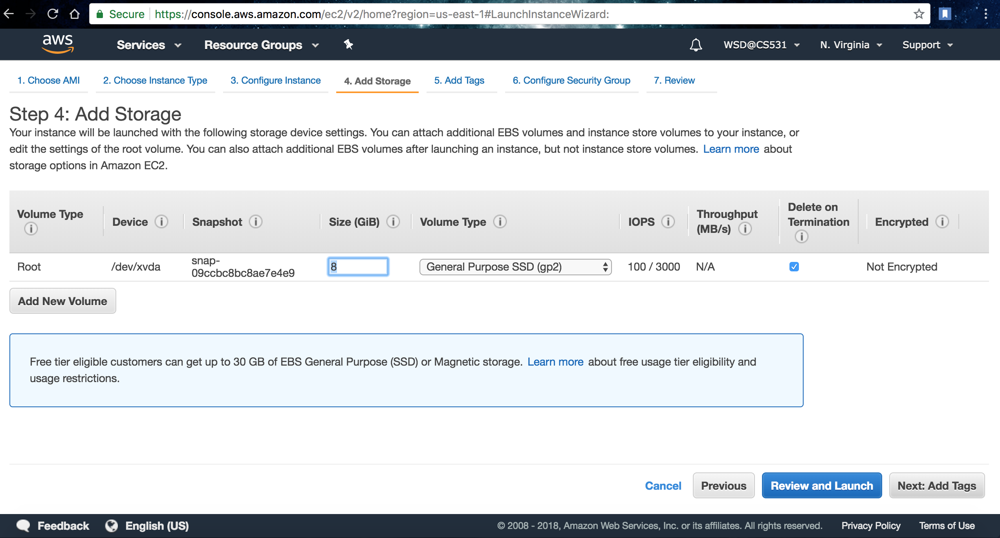 Secure https://console.aws.amazon.com/ec2/v2/home?region=us-east-1#LaunchInstanceWizard:
aws Services Resource Groups WSD@CS531 N. Virginia Support
1. Choose AMI 2. Choose Instance Type 3. Configure Instance 4. Add Storage 5. Add Tags 6. Configure Security Group 7. Review
Step 4: Add Storage
Your instance will be launched with the following storage device settings. You can attach additional EBS volumes and instance store volumes to your instance, or
edit the settings of the root volume. You can also attach additional EBS volumes after launching an instance, but not instance store volumes. Learn more about
storage options in Amazon EC2.
Volume Type Device Snapshot Size (GiB) Volume Type IOPS Throughput (MB/s) Delete on Termination Encrypted
Root /dev/xvda snap-09ccbc8bc8ae7e4e9 8 General Purpose SSD (gp2) 100 / 3000 N/A Not Encrypted
Add New Volume
Free tier eligible customers can get up to 30 GB of EBS General Purpose (SSD) or Magnetic storage. Learn more about free usage tier eligibility and
usage restrictions.
Cancel Previous Review and Launch Next: Add Tags
Feedback English (US) © 2008 - 2018, Amazon Web Services, Inc. or its affiliates. All rights reserved. Privacy Policy Terms of Use